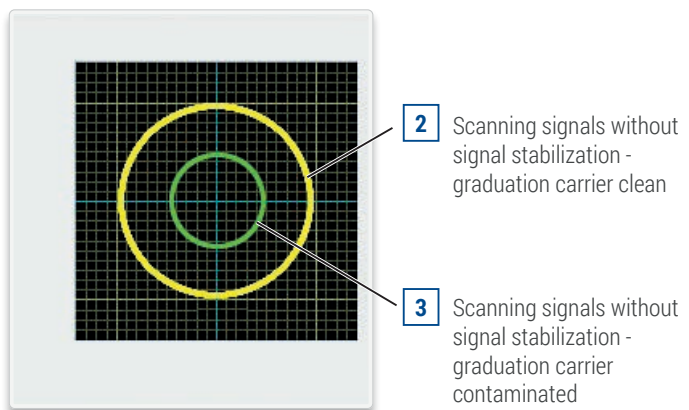 2
Scanning signals without
signal stabilization -
graduation carrier clean
3
Scanning signals without
signal stabilization -
graduation carrier
contaminated